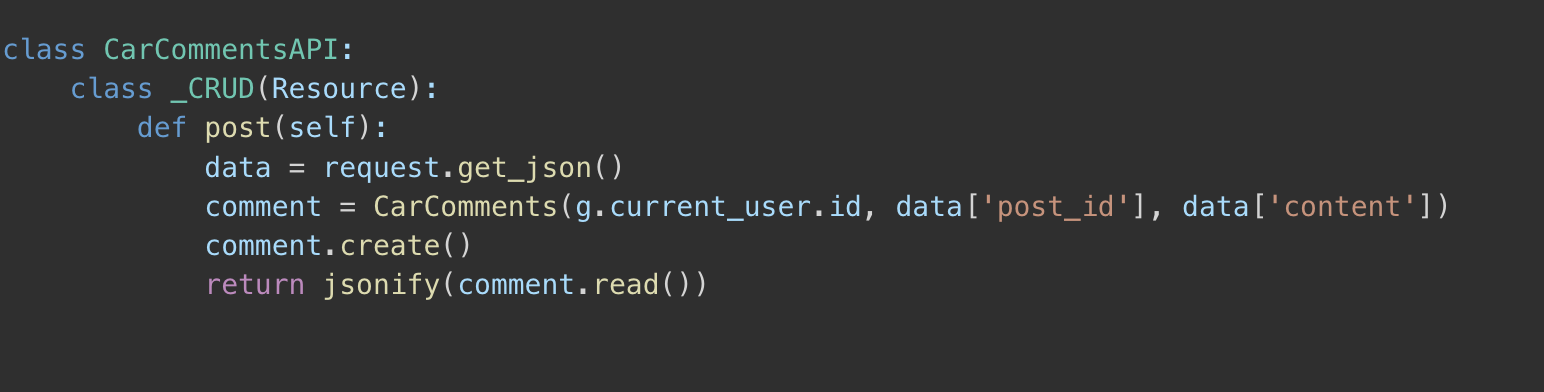 class CarCommentsAPI:
    class _CRUD(Resource):
        def post(self):
            data = request.get_json()
            comment = CarComments(g.current_user.id, data['post_id'], data['content'])
            comment.create()
            return jsonify(comment.read())